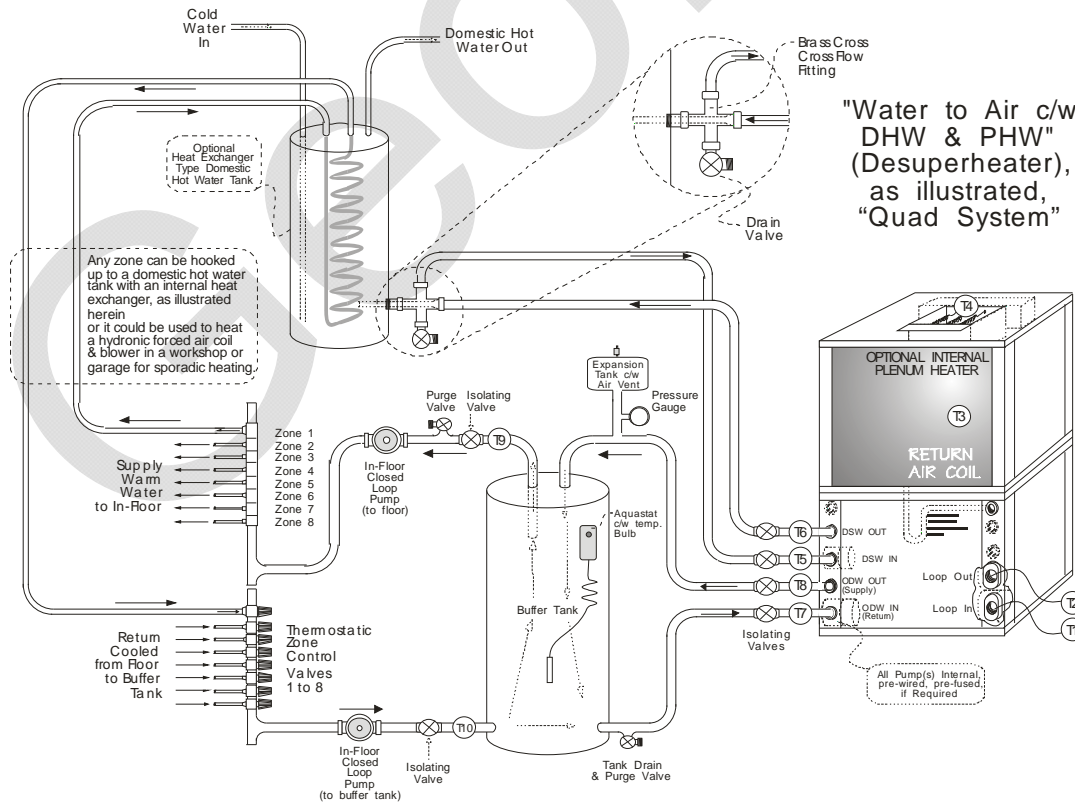 Cold
Water
In
Domestic Hot
Water Out
Brass Cross
CrossFlow
Fitting
"Water to Air c/w
DHW & PHW"
(Desuperheater),
as illustrated,
“Quad System”
Optional
Heat Exchanger
Type Domestic
Hot Water Tank
Drain
Valve
Any zone can be hooked
up to a domestic hot water
tank with an internal heat
exchanger, as illustrated
herein
or it could be used to heat
a hydronic forced air coil
& blower in a workshop or
garage for sporadic heating.
T4
OPTIONAL INTERNAL
PLENUM HEATER
T3
RETURN
AIR COIL
Expansion
Tank c/w
Air Vent
Pressure
Gauge
Purge
Valve
Isolating
Valve
T9
In-Floor
Closed
Loop
Pump
(to floor)
Zone 1
Zone 2
Zone 3
Zone 4
Zone 5
Zone 6
Zone 7
Zone 8
Supply
Warm
Water
to In-Floor
Aquastat
c/w temp.
Bulb
Buffer Tank
T6
DSW OUT
T5
DSW IN
T8
ODW OUT
(Supply)
T7
ODW IN
(Return)
Loop Out
Loop In
T2
T1
Isolating
Valves
All Pump(s) Internal,
pre-wired, pre-fused,
if Required
Return
Cooled
from Floor
to Buffer
Tank
Thermostatic
Zone
Control
Valves
1 to 8
T10
In-Floor
Closed
Loop
Pump
(to buffer tank)
Isolating
Valve
Tank Drain
& Purge Valve
Geo